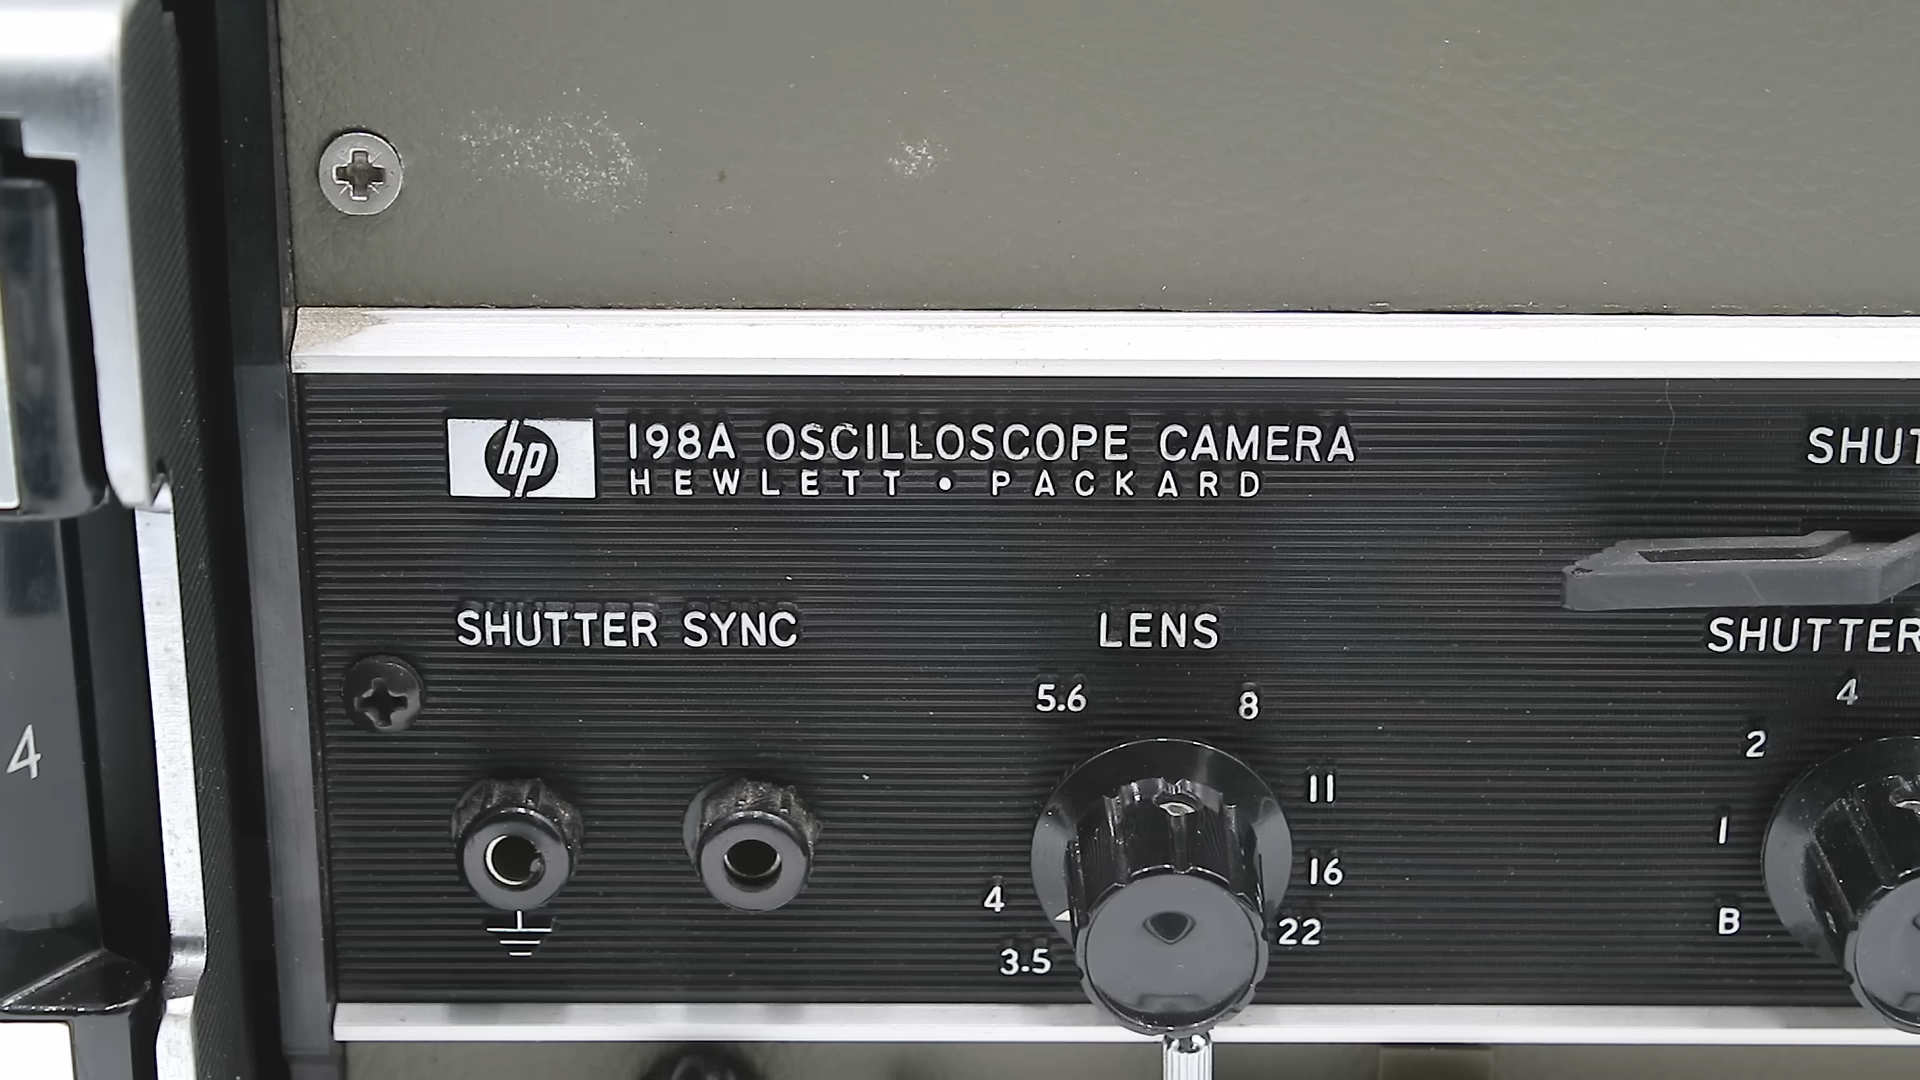 hp
198A OSCILLOSCOPE CAMERA
HEWLETT • PACKARD
SHUT
SHUTTER SYNC
LENS
SHUTTER
5.6
8
4
2
11
1
4
16
4
B
22
3.5